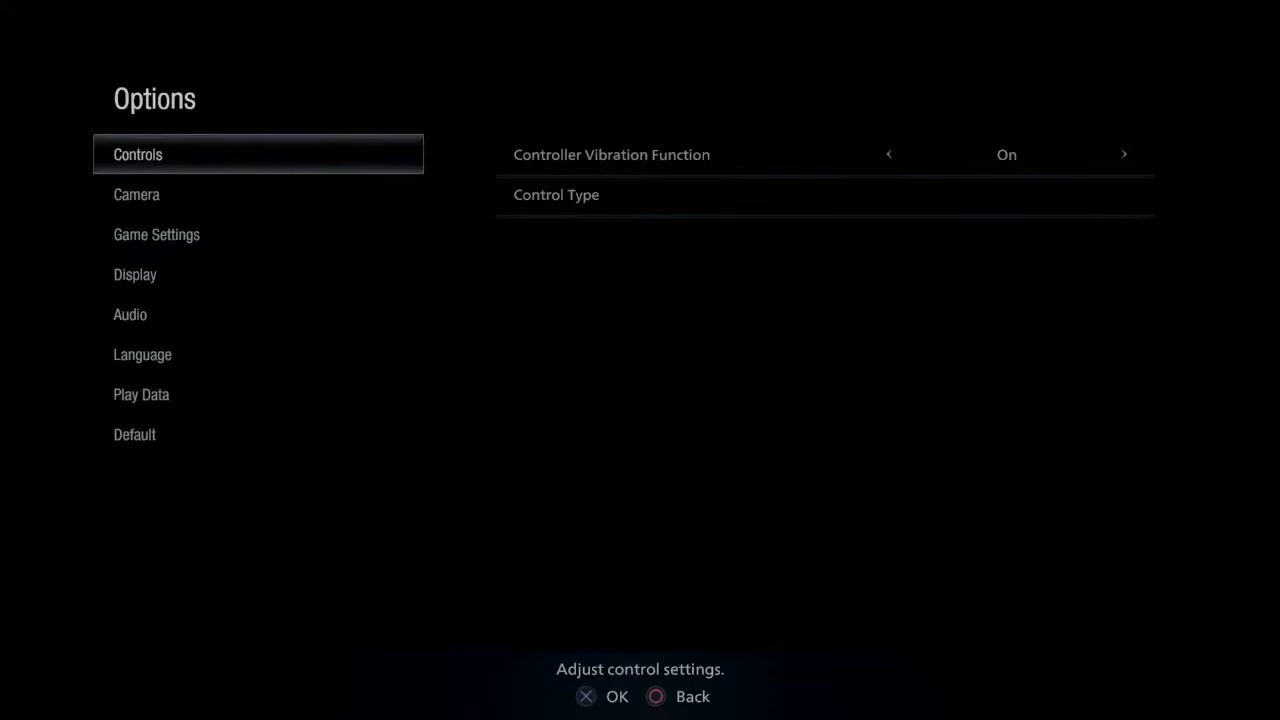 Options
Controls
Camera
Game Settings
Display
Audio
Language
Play Data
Default
Controller Vibration Function < On >
Control Type
Adjust control settings.
OK Back